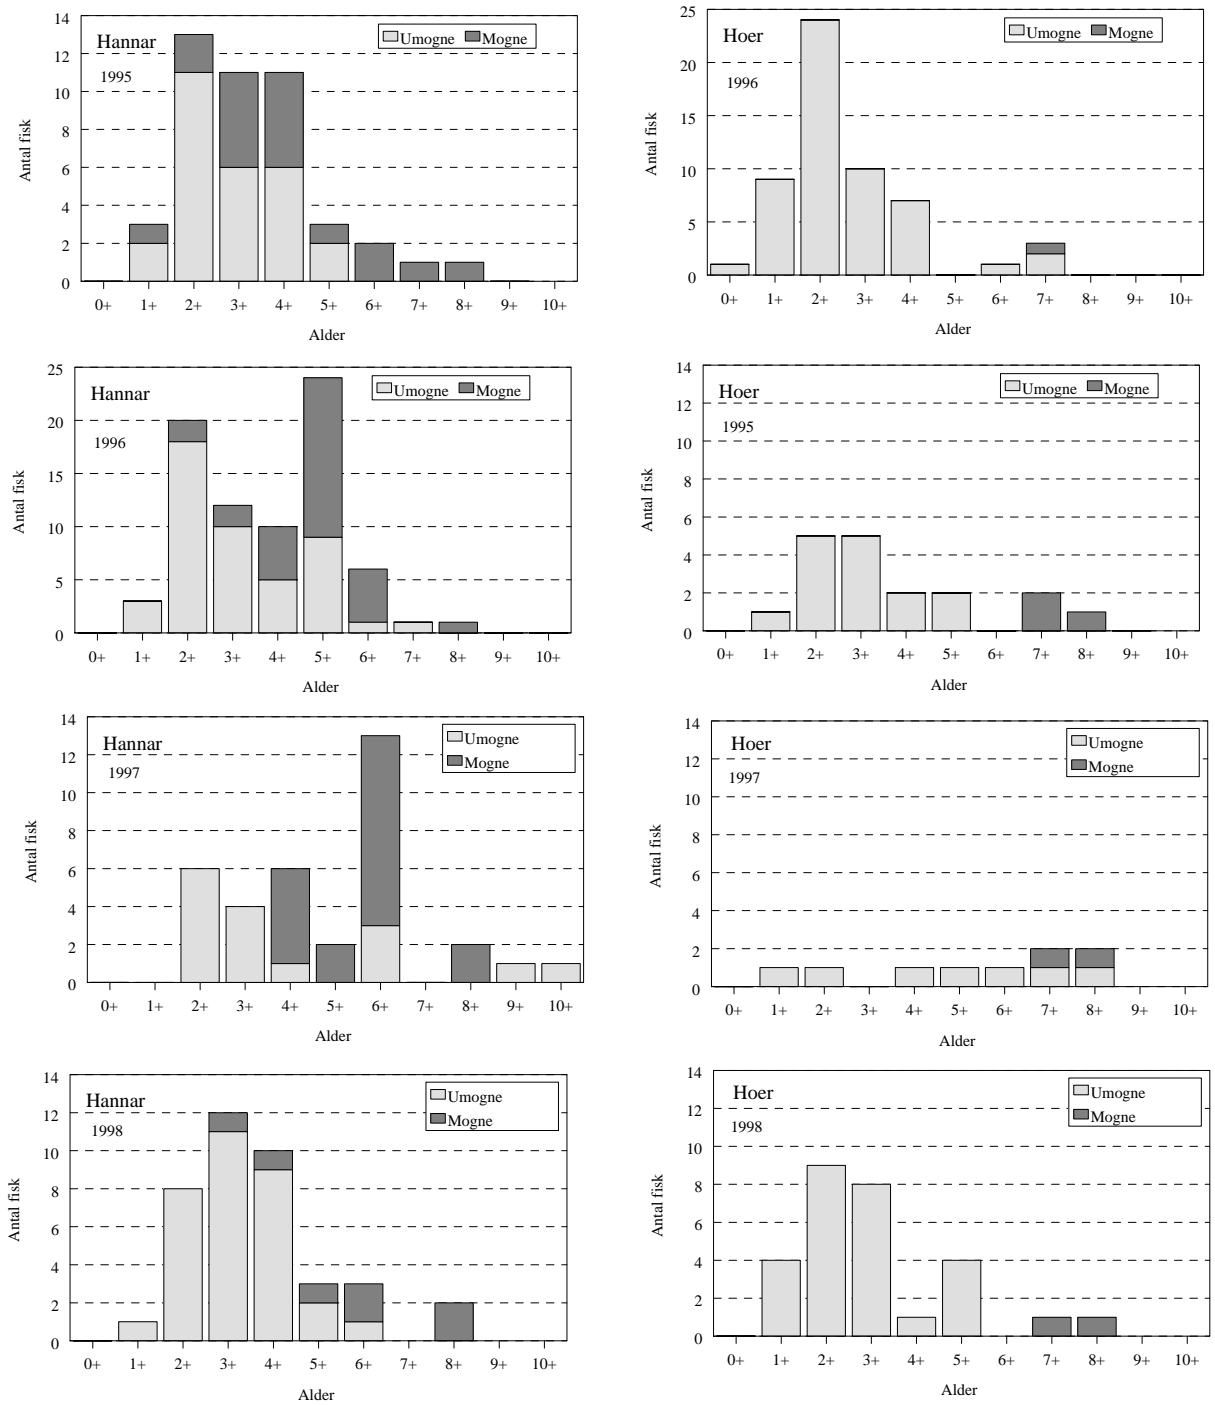 Hannar
1995
Umogne Mogne
14
12
10
8
6
4
2
0
Antal fisk
0+ 1+ 2+ 3+ 4+ 5+ 6+ 7+ 8+ 9+ 10+
Alder
Hoer
1996
Umogne Mogne
25
20
15
10
5
0
Antal fisk
0+ 1+ 2+ 3+ 4+ 5+ 6+ 7+ 8+ 9+ 10+
Alder
Hannar
1996
Umogne Mogne
25
20
15
10
5
0
Antal fisk
0+ 1+ 2+ 3+ 4+ 5+ 6+ 7+ 8+ 9+ 10+
Alder
Hoer
1995
Umogne Mogne
14
12
10
8
6
4
2
0
Antal fisk
0+ 1+ 2+ 3+ 4+ 5+ 6+ 7+ 8+ 9+ 10+
Alder
Hannar
1997
Umogne
Mogne
14
12
10
8
6
4
2
0
Antal fisk
0+ 1+ 2+ 3+ 4+ 5+ 6+ 7+ 8+ 9+ 10+
Alder
Hoer
1997
Umogne
Mogne
14
12
10
8
6
4
2
0
Antal fisk
0+ 1+ 2+ 3+ 4+ 5+ 6+ 7+ 8+ 9+ 10+
Alder
Hannar
1998
Umogne
Mogne
14
12
10
8
6
4
2
0
Antal fisk
0+ 1+ 2+ 3+ 4+ 5+ 6+ 7+ 8+ 9+ 10+
Alder
Hoer
1998
Umogne
Mogne
14
12
10
8
6
4
2
0
Antal fisk
0+ 1+ 2+ 3+ 4+ 5+ 6+ 7+ 8+ 9+ 10+
Alder